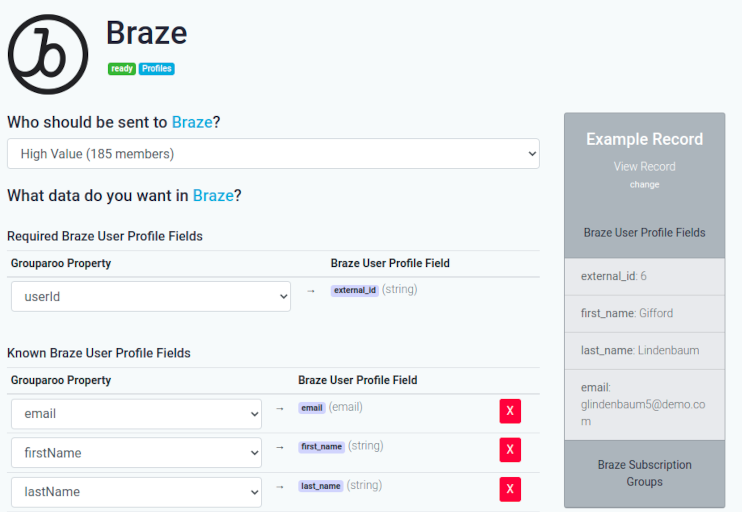 Braze
ready Profiles
Who should be sent to Braze?
High Value (185 members)
What data do you want in Braze?
Required Braze User Profile Fields
Grouparoo Property Braze User Profile Field
userId → external_id (string)
Known Braze User Profile Fields
Grouparoo Property Braze User Profile Field
email → email (email) X
firstName → first_name (string) X
lastName → last_name (string) X
Example Record
View Record
change
Braze User Profile Fields
external_id: 6
first_name: Gifford
last_name: Lindenbaum
email:
glindenbaum5@demo.co
m
Braze Subscription
Groups